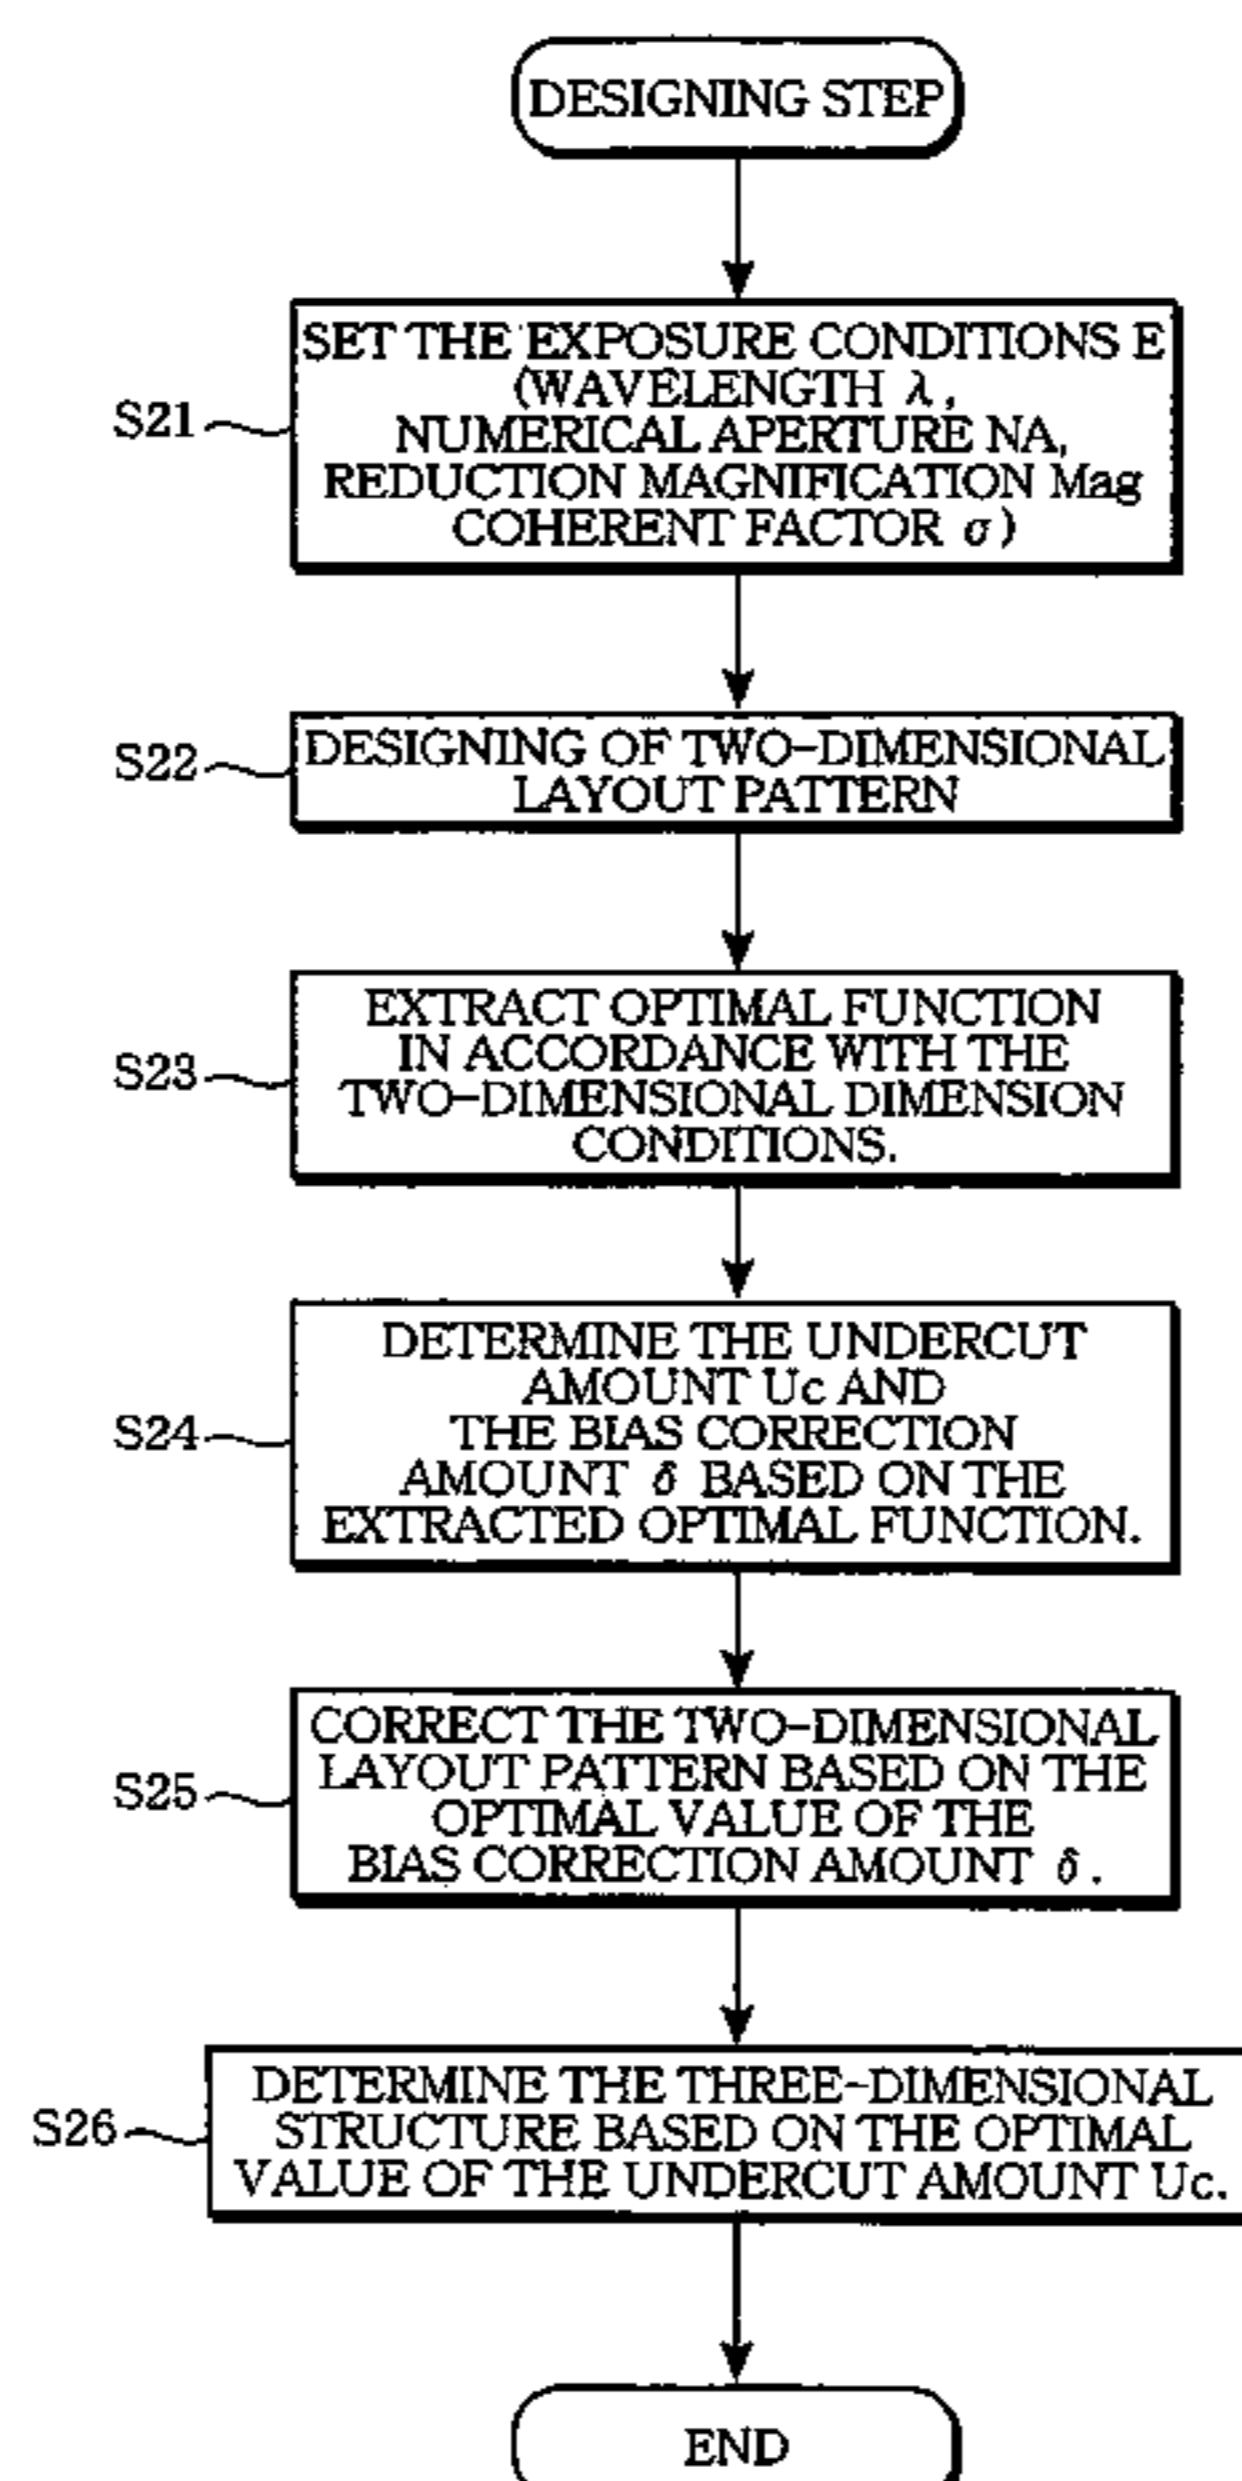 DESIGNING STEP
S21
SET THE EXPOSURE CONDITIONS E
(WAVELENGTH λ,
NUMERICAL APERTURE NA,
REDUCTION MAGNIFICATION Mag
COHERENT FACTOR σ)
S22
DESIGNING OF TWO-DIMENSIONAL
LAYOUT PATTERN
S23
EXTRACT OPTIMAL FUNCTION
IN ACCORDANCE WITH THE
TWO-DIMENSIONAL DIMENSION
CONDITIONS.
S24
DETERMINE THE UNDERCUT
AMOUNT Uc AND
THE BIAS CORRECTION
AMOUNT δ BASED ON THE
EXTRACTED OPTIMAL FUNCTION.
S25
CORRECT THE TWO-DIMENSIONAL
LAYOUT PATTERN BASED ON THE
OPTIMAL VALUE OF THE
BIAS CORRECTION AMOUNT δ.
S26
DETERMINE THE THREE-DIMENSIONAL
STRUCTURE BASED ON THE OPTIMAL
VALUE OF THE UNDERCUT AMOUNT Uc.
END